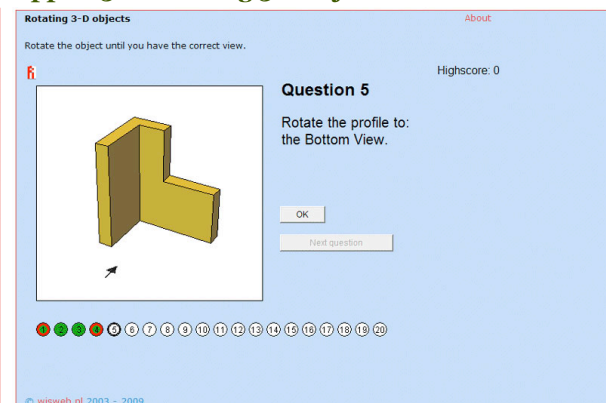 Rotating 3-D objects
About
Rotate the object until you have the correct view.
Highscore: 0
Question 5
Rotate the profile to:
the Bottom View.
OK
Next question
1 2 3 4 5 6 7 8 9 10 11 12 13 14 15 16 17 18 19 20
© wisweb.nl 2003 - 2009